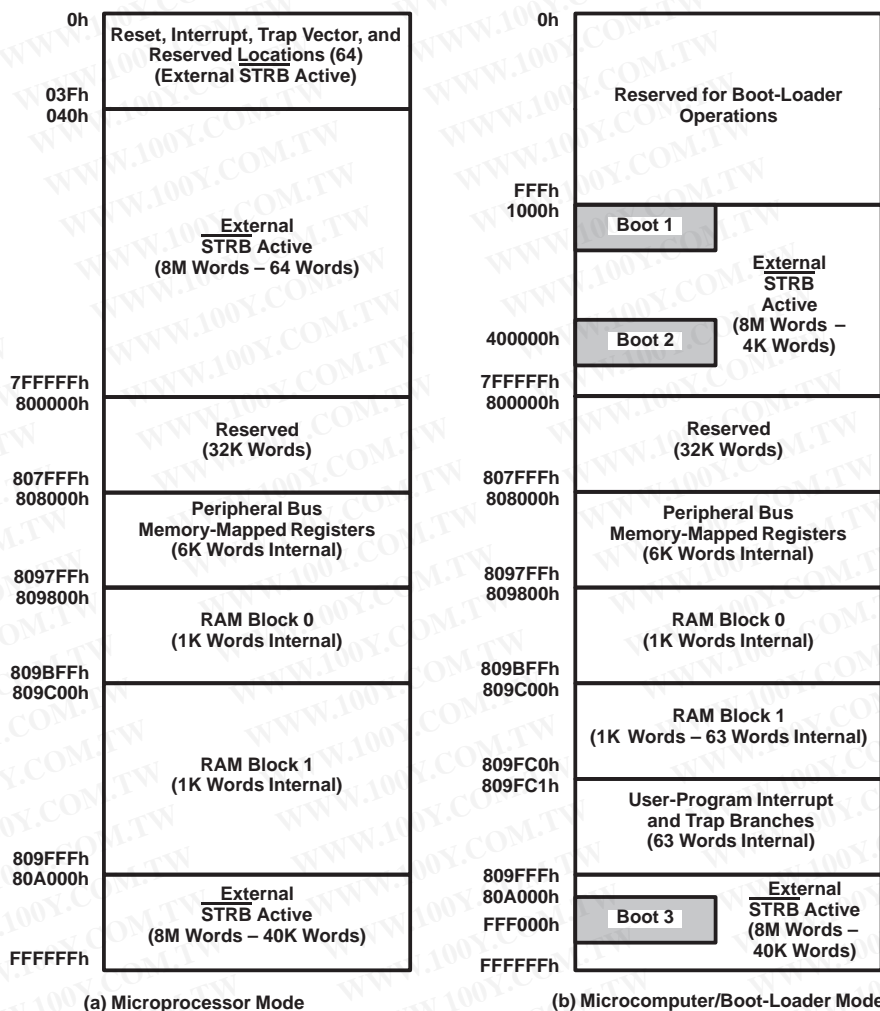 0h
Reset, Interrupt, Trap Vector, and
Reserved Locations (64)
(External STRB Active)
03Fh
040h
External
STRB Active
(8M Words – 64 Words)
7FFFFFh
800000h
Reserved
(32K Words)
807FFFh
808000h
Peripheral Bus
Memory-Mapped Registers
(6K Words Internal)
8097FFh
809800h
RAM Block 0
(1K Words Internal)
809BFFh
809C00h
RAM Block 1
(1K Words Internal)
809FFFh
80A000h
External
STRB Active
(8M Words – 40K Words)
FFFFFFh
(a) Microprocessor Mode
0h
Reserved for Boot-Loader
Operations
FFFh
1000h
Boot 1
External
STRB
Active
(8M Words –
4K Words)
400000h
Boot 2
7FFFFFh
800000h
Reserved
(32K Words)
807FFFh
808000h
Peripheral Bus
Memory-Mapped Registers
(6K Words Internal)
8097FFh
809800h
RAM Block 0
(1K Words Internal)
809BFFh
809C00h
RAM Block 1
(1K Words – 63 Words Internal)
809FC0h
809FC1h
User-Program Interrupt
and Trap Branches
(63 Words Internal)
809FFFh
80A000h
External
STRB Active
(8M Words –
40K Words)
Boot 3
FFF000h
FFFFFFh
(b) Microcomputer/Boot-Loader Mode
WWW.100Y.COM.TW